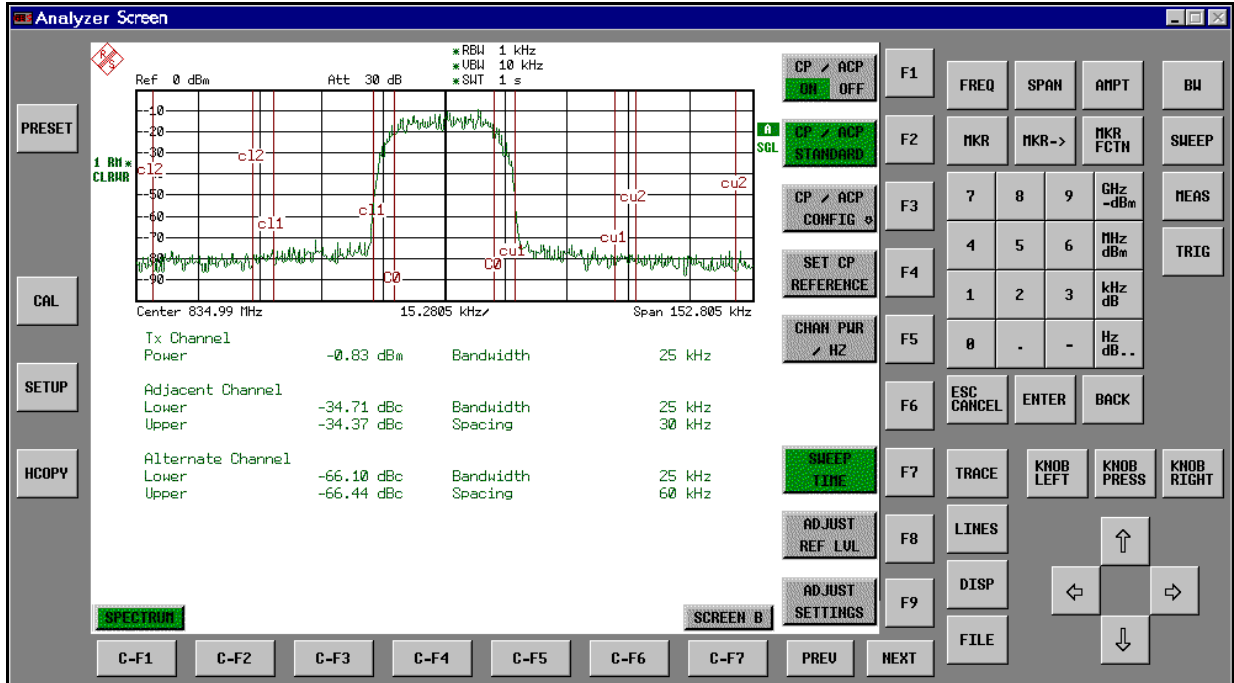 Analyzer Screen
R
S
*RBW 1 kHz
*VBW 10 kHz
Ref 0 dBm Att 30 dB *SWT 1 s
-10
-20
-30
-50
-60
-70
-80
-90
1 RM*
CLRWR
A
SGL
cl2
cl2
cl1
cl1
C0
C0
cu1
cu1
cu2
cu2
Center 834.99 MHz 15.2805 kHz/ Span 152.805 kHz
Tx Channel
Power -0.83 dBm Bandwidth 25 kHz
Adjacent Channel
Lower -34.71 dBc Bandwidth 25 kHz
Upper -34.37 dBc Spacing 30 kHz
Alternate Channel
Lower -66.10 dBc Bandwidth 25 kHz
Upper -66.44 dBc Spacing 60 kHz
SPECTRUM
SCREEN B
PRESET
CAL
SETUP
HCOPY
CP / ACP
ON OFF
F1
CP / ACP
STANDARD
F2
CP / ACP
CONFIG
F3
SET CP
REFERENCE
F4
CHAN PWR
/ HZ
F5
F6
SWEEP
TIME
F7
ADJUST
REF LVL
F8
ADJUST
SETTINGS
F9
C-F1 C-F2 C-F3 C-F4 C-F5 C-F6 C-F7 PREV NEXT
FREQ SPAN AMPT BW
MKR MKR-> MKR
FCTN SWEEP
7 8 9 GHz
-dBm MEAS
4 5 6 MHz
dBm TRIG
1 2 3 kHz
dB
0 . - Hz
dB..
ESC
CANCEL ENTER BACK
TRACE KNOB
LEFT KNOB
PRESS KNOB
RIGHT
LINES
DISP
FILE